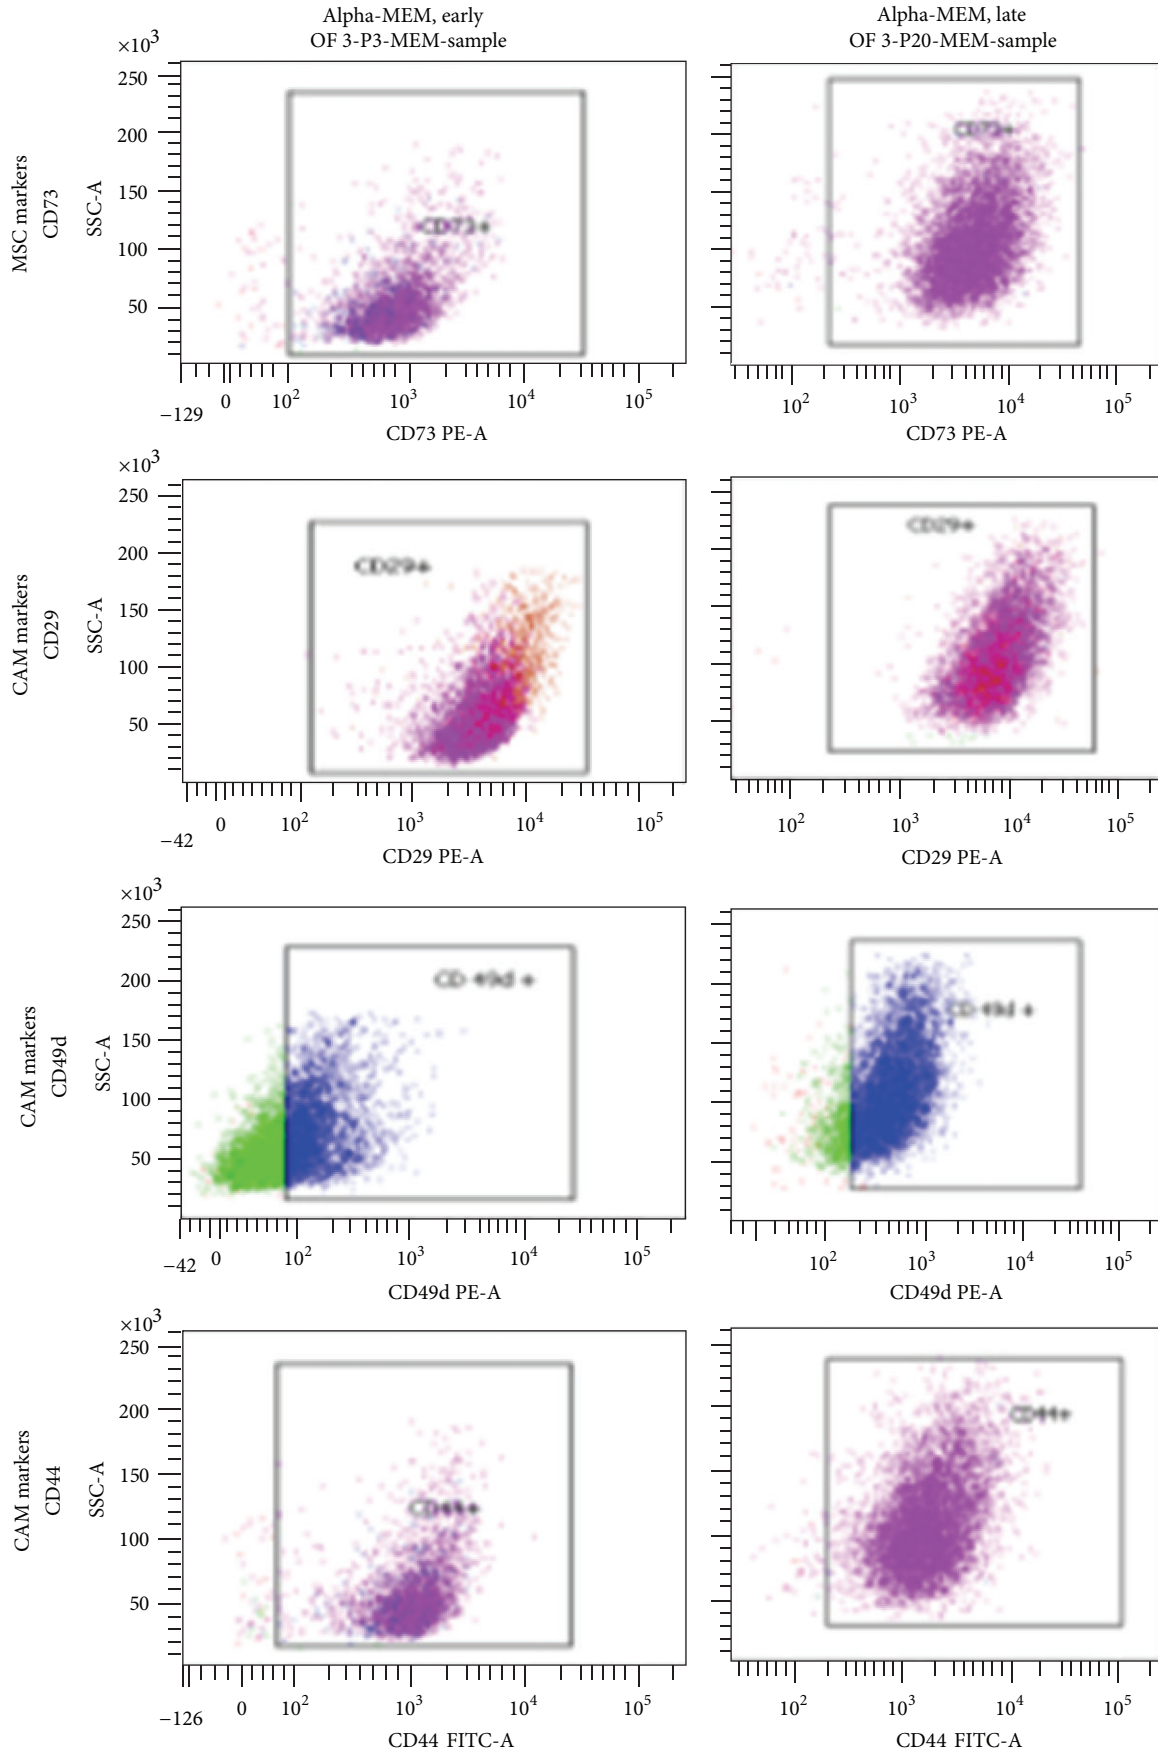 Alpha-MEM, early
OF 3-P3-MEM-sample
Alpha-MEM, late
OF 3-P20-MEM-sample
MSC markers
CD73
SSC-A
×10³
250
200
150
100
50
CD73+
−129
0
10²
10³
10⁴
10⁵
CD73 PE-A
CD73+
10²
10³
10⁴
10⁵
CD73 PE-A
CAM markers
CD29
SSC-A
×10³
250
200
150
100
50
CD29+
−42
0
10²
10³
10⁴
10⁵
CD29 PE-A
CD29+
10²
10³
10⁴
10⁵
CD29 PE-A
CAM markers
CD49d
SSC-A
×10³
250
200
150
100
50
CD 49d +
−42
0
10²
10³
10⁴
10⁵
CD49d PE-A
CD 49d +
10²
10³
10⁴
10⁵
CD49d PE-A
CAM markers
CD44
SSC-A
×10³
250
200
150
100
50
CD44+
−126
0
10²
10³
10⁴
10⁵
CD44 FITC-A
CD44+
10²
10³
10⁴
10⁵
CD44 FITC-A